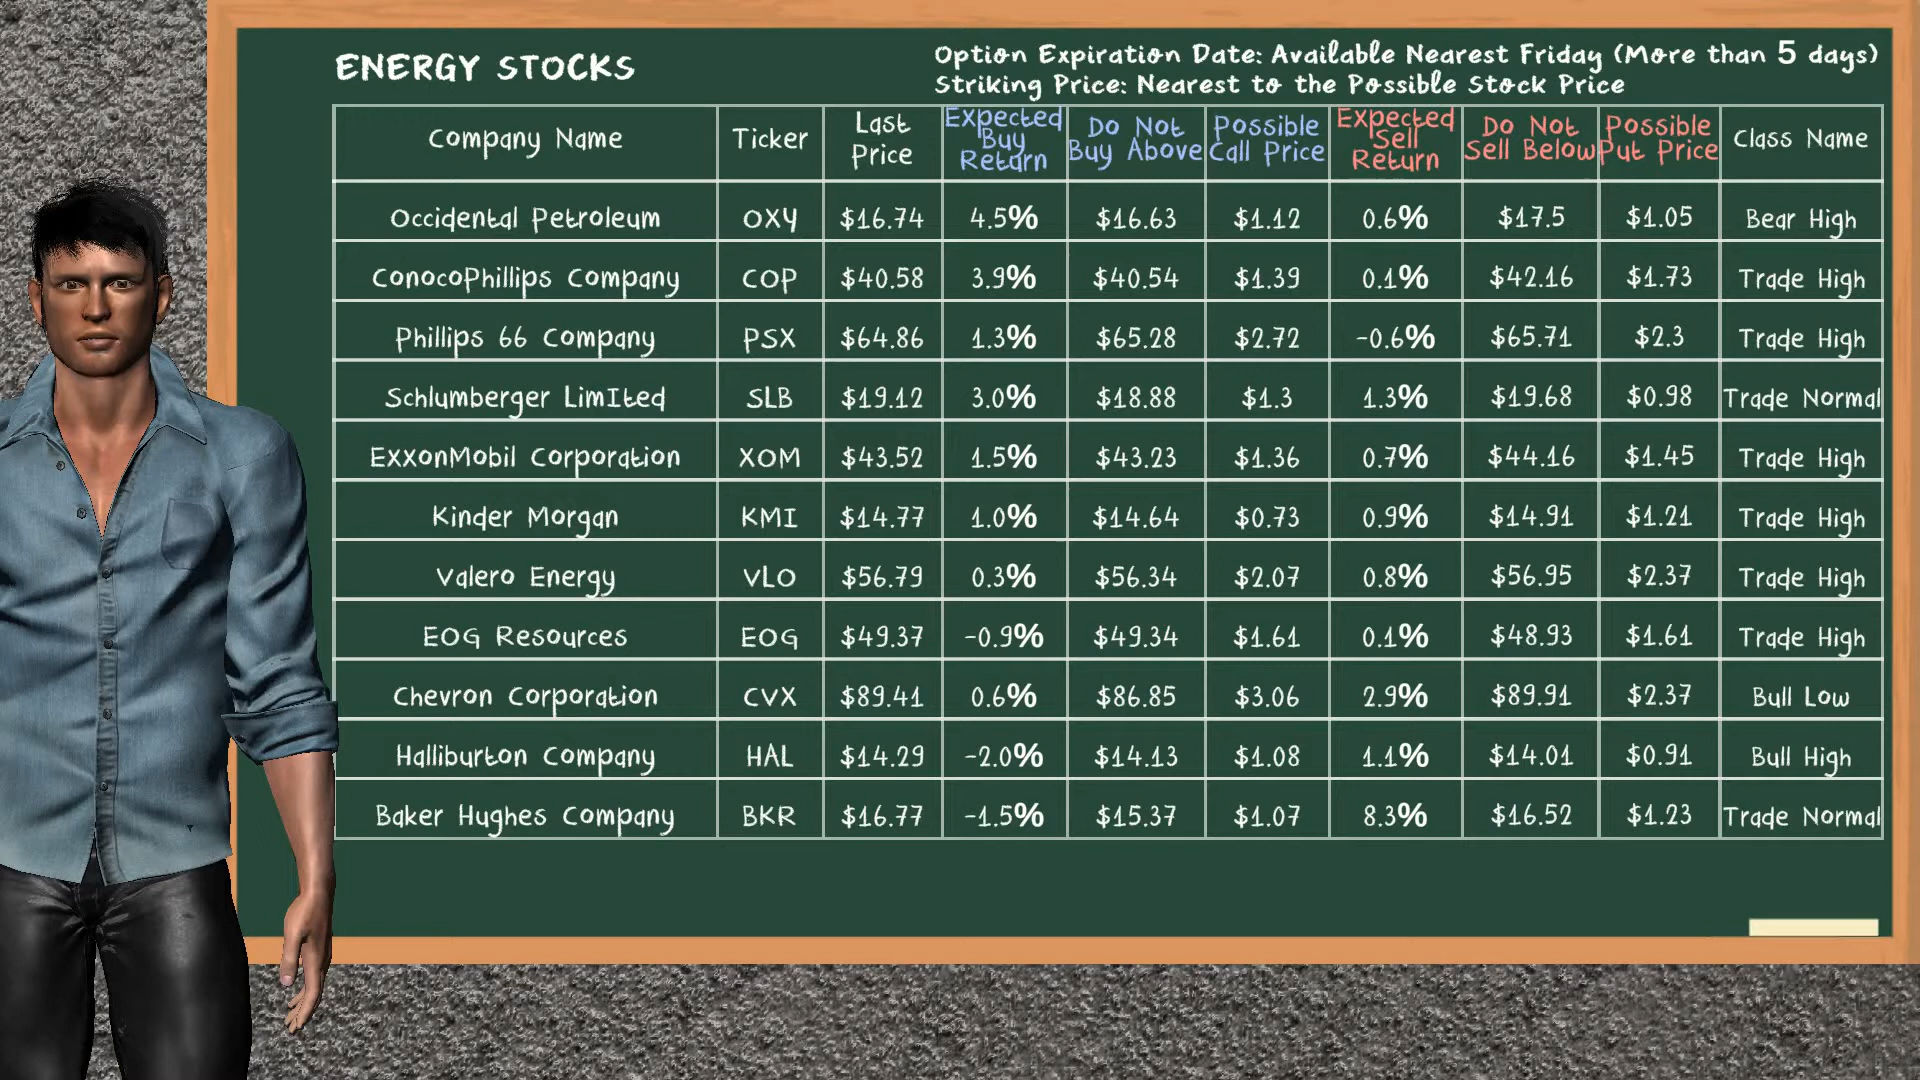 ENERGY STOCKS
Option Expiration Date: Available Nearest Friday (More than 5 days)
Striking Price: Nearest to the Possible Stock Price
Company Name Ticker Last Price Expected Buy Return Do Not Buy Above Possible Call Price Expected Sell Return Do Not Sell Below Possible Put Price Class Name
Occidental Petroleum OXY $16.74 4.5% $16.63 $1.12 0.6% $17.5 $1.05 Bear High
ConocoPhillips Company COP $40.58 3.9% $40.54 $1.39 0.1% $42.16 $1.73 Trade High
Phillips 66 Company PSX $64.86 1.3% $65.28 $2.72 -0.6% $65.71 $2.3 Trade High
Schlumberger LimIted SLB $19.12 3.0% $18.88 $1.3 1.3% $19.68 $0.98 Trade Normal
ExxonMobil Corporation XOM $43.52 1.5% $43.23 $1.36 0.7% $44.16 $1.45 Trade High
Kinder Morgan KMI $14.77 1.0% $14.64 $0.73 0.9% $14.91 $1.21 Trade High
Valero Energy VLO $56.79 0.3% $56.34 $2.07 0.8% $56.95 $2.37 Trade High
EOG Resources EOG $49.37 -0.9% $49.34 $1.61 0.1% $48.93 $1.61 Trade High
Chevron Corporation CVX $89.41 0.6% $86.85 $3.06 2.9% $89.91 $2.37 Bull Low
Halliburton Company HAL $14.29 -2.0% $14.13 $1.08 1.1% $14.01 $0.91 Bull High
Baker Hughes Company BKR $16.77 -1.5% $15.37 $1.07 8.3% $16.52 $1.23 Trade Normal